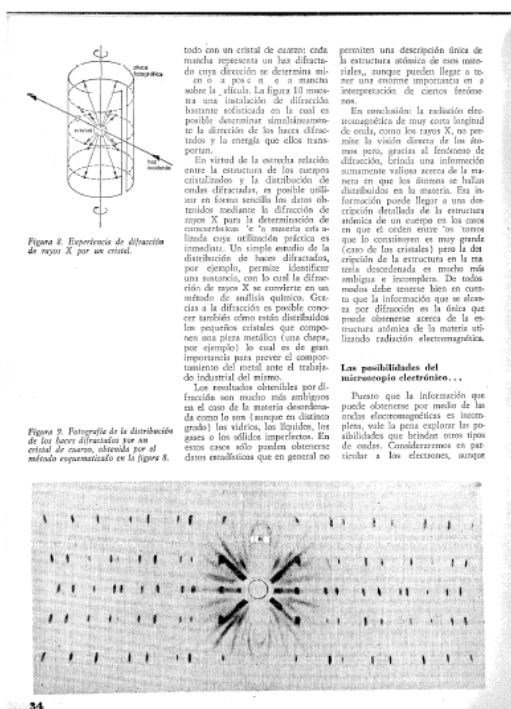 placa
fotográfica
cristal
haz
incidente
Figura 8. Experiencia de difracción
de rayos X por un cristal.
Figura 9. Fotografía de la distribución
de los haces difractados por un
cristal de cuarzo, obtenida por el
método esquematizado en la figura 8.
todo con un cristal de cuarzo: cada
mancha representa un haz difracta-
do cuya dirección se determina mi-
en o a posc n e a mancha
sobre la elícula. La figura 10 mues-
tra una instalación de difracción
bastante sofisticada en la cual es
posible determinar simultáneamen-
te la dirección de los haces difrac-
tados y la energía que ellos trans-
portan.
En virtud de la estrecha relación
entre la estructura de los cuerpos
cristalizados y la distribución de
ondas difractadas, es posible utili-
zar en forma sencilla los datos ob-
tenidos mediante la difracción de
rayos X para la determinación de
características e a materia cris a-
lizada cuya utilización práctica es
inmediata. Un simple estudio de la
distribución de haces difractados,
por ejemplo, permite identificar
una sustancia, con lo cual la difrac-
ción de rayos X se convierte en un
método de análisis químico. Gra-
cias a la difracción es posible cono-
cer también cómo están distribuidos
los pequeños cristales que compo-
nen una pieza metálica (una chapa,
por ejemplo) lo cual es de gran
importancia para prever el compor-
tamiento del metal ante el trabaja-
do industrial del mismo.
Los resultados obtenibles por di-
fracción son mucho más ambiguos
en el caso de la materia desordena-
da como lo son (aunque en distinto
grado) los vidrios, los líquidos, los
gases o los sólidos imperfectos. En
estos casos sólo pueden obtenerse
datos estadísticos que en general no
permiten una descripción única de
la estructura atómica de esos mate-
riales, aunque pueden llegar a te-
ner una enorme importancia en a
interpretación de ciertos fenóme-
nos.
En conclusión: la radiación elec-
tromagnética de muy corta longitud
de onda, como los rayos X, no per-
mite la visión directa de los áto-
mos pero, gracias al fenómeno de
difracción, brinda una información
sumamente valiosa acerca de la ma-
nera en que los átomos se hallan
distribuidos en la materia. Esa in-
formación puede llegar a una des-
cripción detallada de la estructura
atómica de un cuerpo en los casos
en que el orden entre os tomos
que lo constituyen es muy grande
(caso de los cristales) pero la des
cripción de la estructura en la ma
teria desordenada es mucho más
ambigua e incompleta. De todos
modos debe tenerse bien en cuen-
ta que la información que se alcan-
za por difracción es la única que
puede obtenerse acerca de la es-
tructura atómica de la materia uti-
lizando radiación electromagnética.
Las posibilidades del
microscopio electrónico...
Puesto que la información que
puede obtenerse por medio de las
ondas electromagnéticas es incom-
pleta, vale la pena explorar las po-
sibilidades que brindan otros tipos
de ondas. Consideraremos en par-
ticular a los electrones, aunque
34